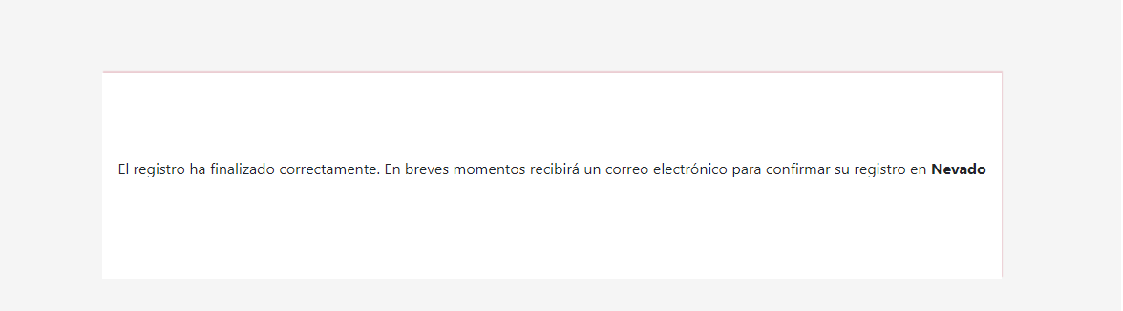 El registro ha finalizado correctamente. En breves momentos recibirá un correo electrónico para confirmar su registro en Nevado